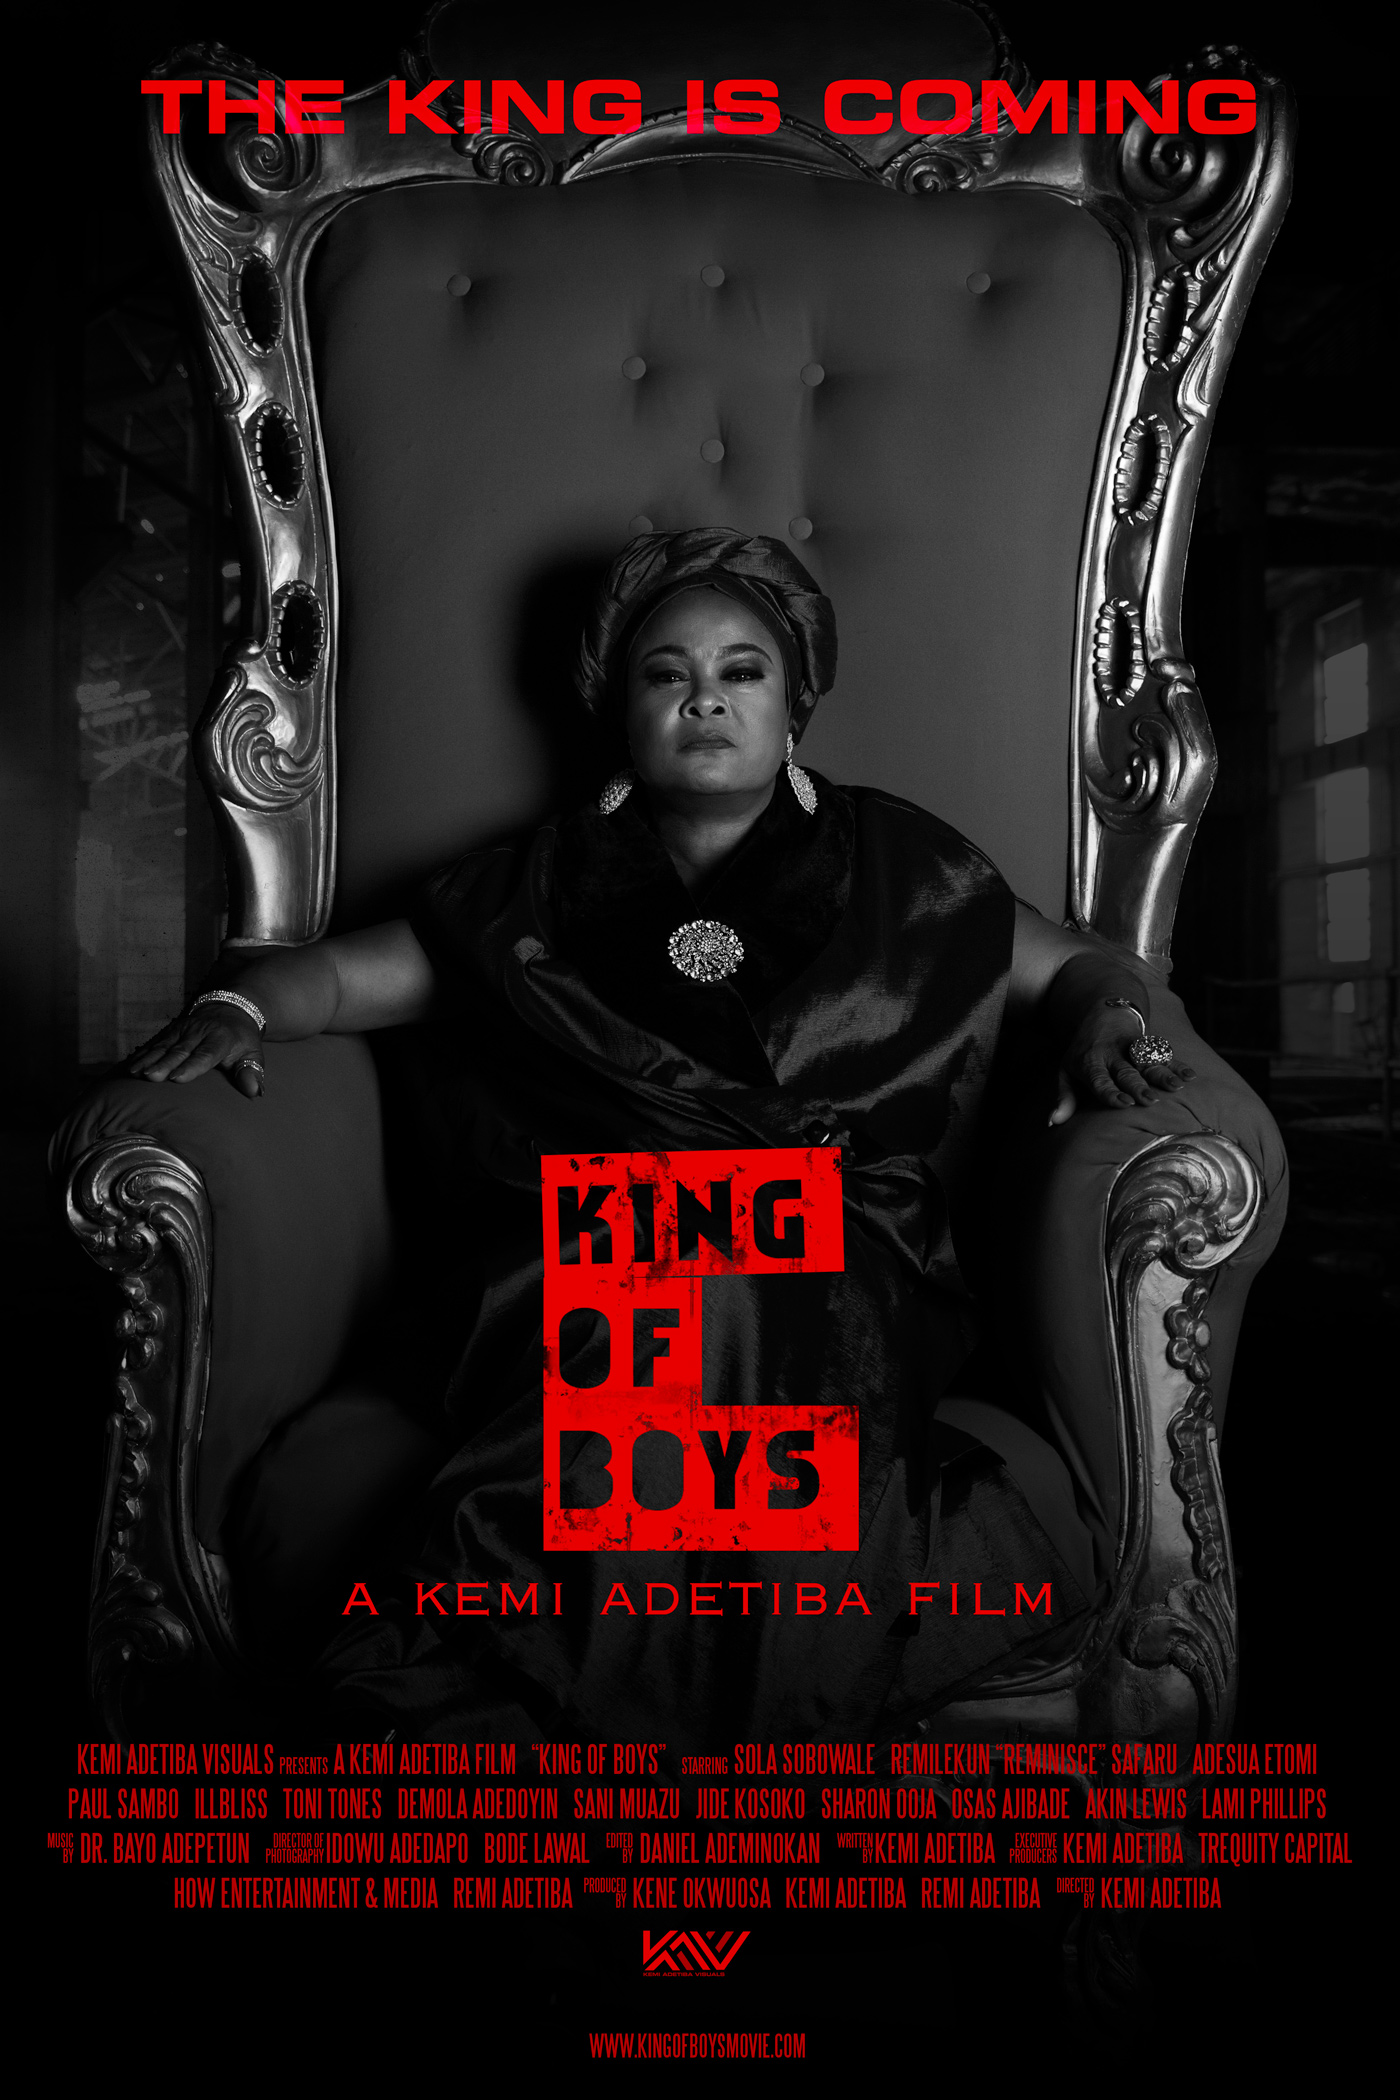 THE KING IS COMING
KING
OF
BOYS
A KEMI ADETIBA FILM
KEMI ADETIBA VISUALS PRESENTS A KEMI ADETIBA FILM "KING OF BOYS" STARRING SOLA SOBOWALE REMILEKUN "REMINISCE" SAFARU ADESUA ETOMI
PAUL SAMBO ILLBLISS TONI TONES DEMOLA ADEDOYIN SANI MUAZU JIDE KOSOKO SHARON OOJA OSAS AJIBADE AKIN LEWIS LAMI PHILLIPS
MUSIC BY DR. BAYO ADEPETUN DIRECTOR OF PHOTOGRAPHY IDOWU ADEDAPO BODE LAWAL EDITED BY DANIEL ADEMINOKAN WRITTEN BY KEMI ADETIBA EXECUTIVE PRODUCERS KEMI ADETIBA TREQUITY CAPITAL
HOW ENTERTAINMENT & MEDIA REMI ADETIBA PRODUCED BY KENE OKWUOSA KEMI ADETIBA REMI ADETIBA DIRECTED BY KEMI ADETIBA
KAV
KEMI ADETIBA VISUALS
WWW.KINGOFBOYSMOVIE.COM